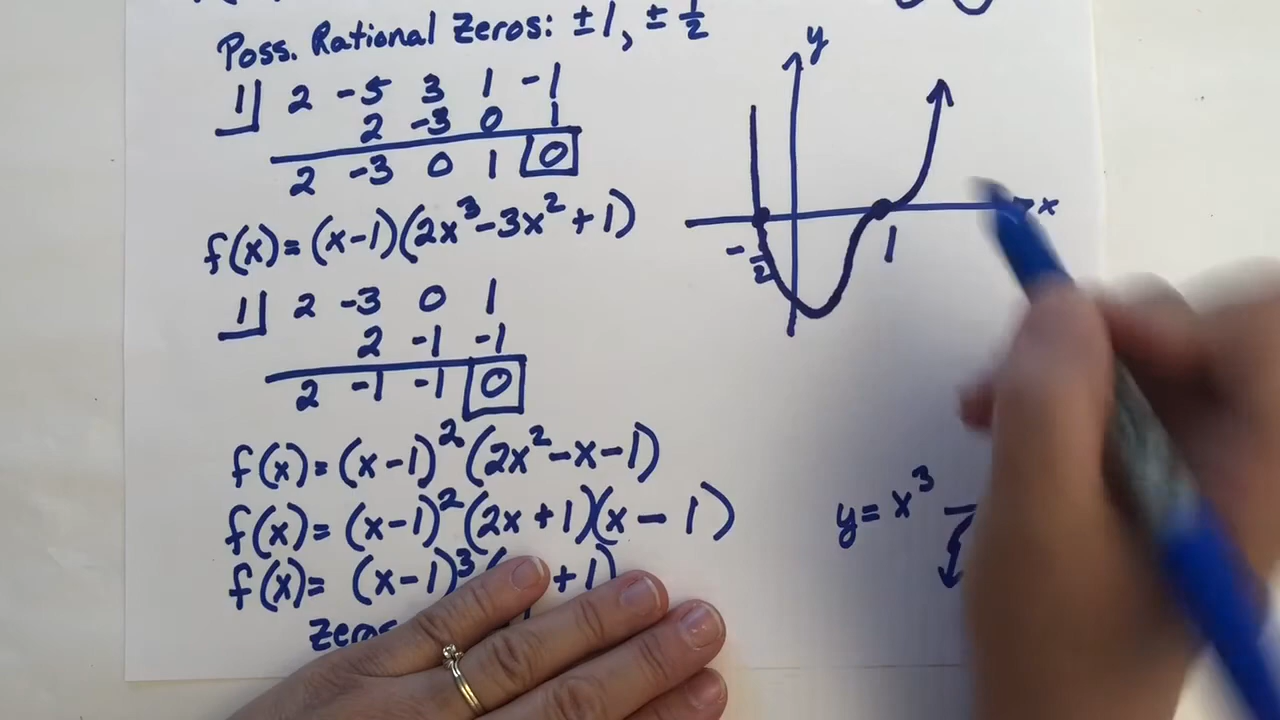 Poss. Rational Zeros: ±1, ± 1/2
1 2 -5 3 1 -1
2 -3 0 1
2 -3 0 1 0
f(x) = (x-1)(2x³-3x²+1)
1 2 -3 0 1
2 -1 -1
2 -1 -1 0
f(x) = (x-1)²(2x²-x-1)
f(x) = (x-1)²(2x+1)(x-1)
f(x) = (x-1)³( +1)
Zeros
y
x
-1/2
1
y = x³